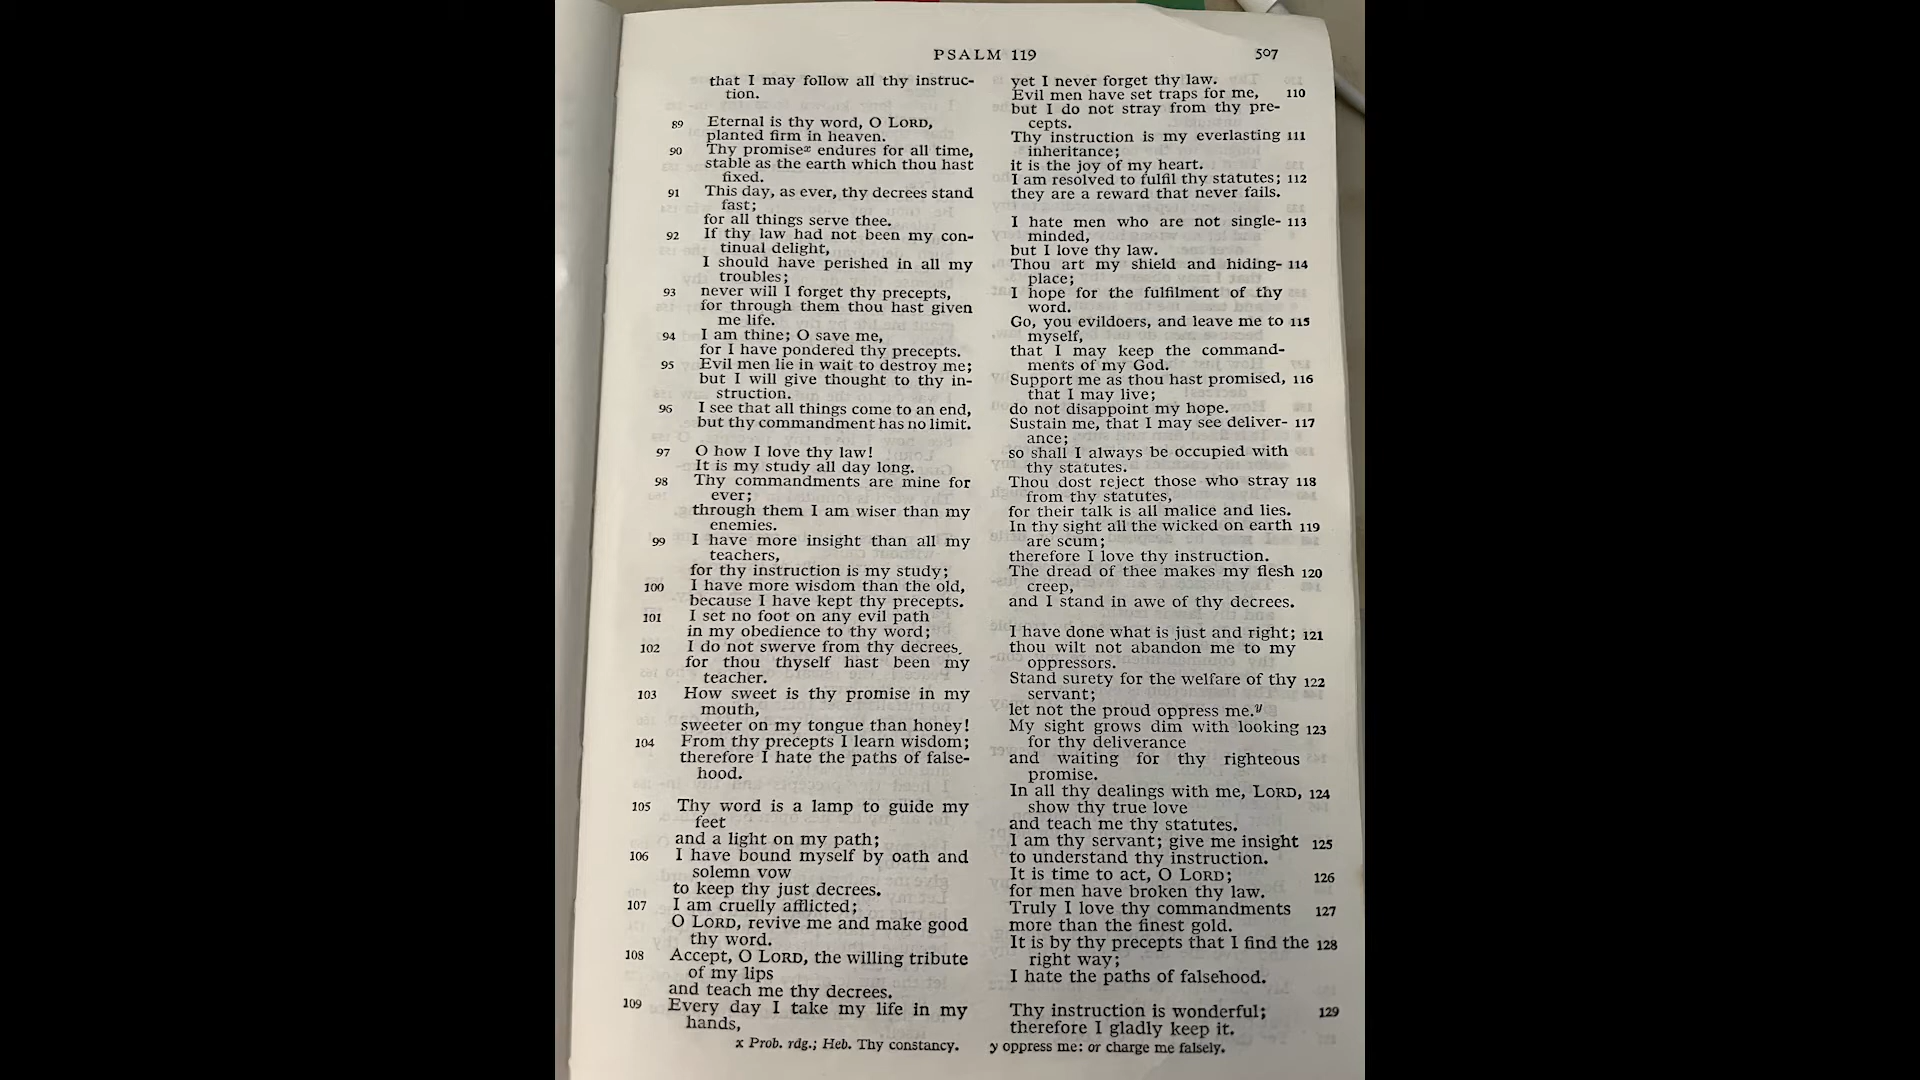 PSALM 119
507
that I may follow all thy instruc-
tion.
89 Eternal is thy word, O LORD,
planted firm in heaven.
90 Thy promisex endures for all time,
stable as the earth which thou hast
fixed.
91 This day, as ever, thy decrees stand
fast;
for all things serve thee.
92 If thy law had not been my con-
tinual delight,
I should have perished in all my
troubles;
93 never will I forget thy precepts,
for through them thou hast given
me life.
94 I am thine; O save me,
for I have pondered thy precepts.
95 Evil men lie in wait to destroy me;
but I will give thought to thy in-
struction.
96 I see that all things come to an end,
but thy commandment has no limit.
97 O how I love thy law!
It is my study all day long.
98 Thy commandments are mine for
ever;
through them I am wiser than my
enemies.
99 I have more insight than all my
teachers,
for thy instruction is my study;
100 I have more wisdom than the old,
because I have kept thy precepts.
101 I set no foot on any evil path
in my obedience to thy word;
102 I do not swerve from thy decrees,
for thou thyself hast been my
teacher.
103 How sweet is thy promise in my
mouth,
sweeter on my tongue than honey!
104 From thy precepts I learn wisdom;
therefore I hate the paths of false-
hood.
105 Thy word is a lamp to guide my
feet
and a light on my path;
106 I have bound myself by oath and
solemn vow
to keep thy just decrees.
107 I am cruelly afflicted;
O LORD, revive me and make good
thy word.
108 Accept, O LORD, the willing tribute
of my lips
and teach me thy decrees.
109 Every day I take my life in my
hands,
x Prob. rdg.; Heb. Thy constancy.
yet I never forget thy law.
Evil men have set traps for me, 110
but I do not stray from thy pre-
cepts.
Thy instruction is my everlasting 111
inheritance;
it is the joy of my heart.
I am resolved to fulfil thy statutes; 112
they are a reward that never fails.
I hate men who are not single- 113
minded,
but I love thy law.
Thou art my shield and hiding- 114
place;
I hope for the fulfilment of thy
word.
Go, you evildoers, and leave me to 115
myself,
that I may keep the command-
ments of my God.
Support me as thou hast promised, 116
that I may live;
do not disappoint my hope.
Sustain me, that I may see deliver- 117
ance;
so shall I always be occupied with
thy statutes.
Thou dost reject those who stray 118
from thy statutes,
for their talk is all malice and lies.
In thy sight all the wicked on earth 119
are scum;
therefore I love thy instruction.
The dread of thee makes my flesh 120
creep,
and I stand in awe of thy decrees.
I have done what is just and right; 121
thou wilt not abandon me to my
oppressors.
Stand surety for the welfare of thy 122
servant;
let not the proud oppress me.y
My sight grows dim with looking 123
for thy deliverance
and waiting for thy righteous
promise.
In all thy dealings with me, LORD, 124
show thy true love
and teach me thy statutes.
I am thy servant; give me insight 125
to understand thy instruction.
It is time to act, O LORD; 126
for men have broken thy law.
Truly I love thy commandments 127
more than the finest gold.
It is by thy precepts that I find the 128
right way;
I hate the paths of falsehood.
Thy instruction is wonderful; 129
therefore I gladly keep it.
y oppress me: or charge me falsely.